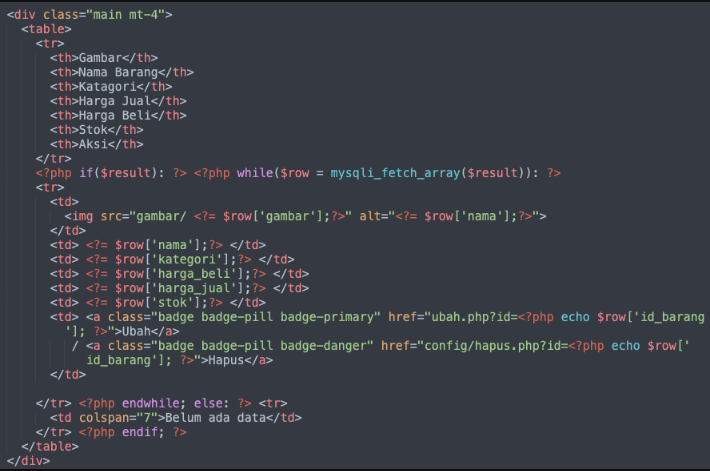 <div class="main mt-4">
<table>
<tr>
<th>Gambar</th>
<th>Nama Barang</th>
<th>Katagori</th>
<th>Harga Jual</th>
<th>Harga Beli</th>
<th>Stok</th>
<th>Aksi</th>
</tr>
<?php if($result): ?> <?php while($row = mysqli_fetch_array($result)): ?>
<tr>
<td>
<img src="gambar/ <?= $row['gambar'];?>" alt="<?= $row['nama'];?>">
</td>
<td> <?= $row['nama'];?> </td>
<td> <?= $row['kategori'];?> </td>
<td> <?= $row['harga_beli'];?> </td>
<td> <?= $row['harga_jual'];?> </td>
<td> <?= $row['stok'];?> </td>
<td> <a class="badge badge-pill badge-primary" href="ubah.php?id=<?php echo $row['id_barang
']; ?>">Ubah</a>
/ <a class="badge badge-pill badge-danger" href="config/hapus.php?id=<?php echo $row['
id_barang']; ?>">Hapus</a>
</td>
</tr> <?php endwhile; else: ?> <tr>
<td colspan="7">Belum ada data</td>
</tr> <?php endif; ?>
</table>
</div>